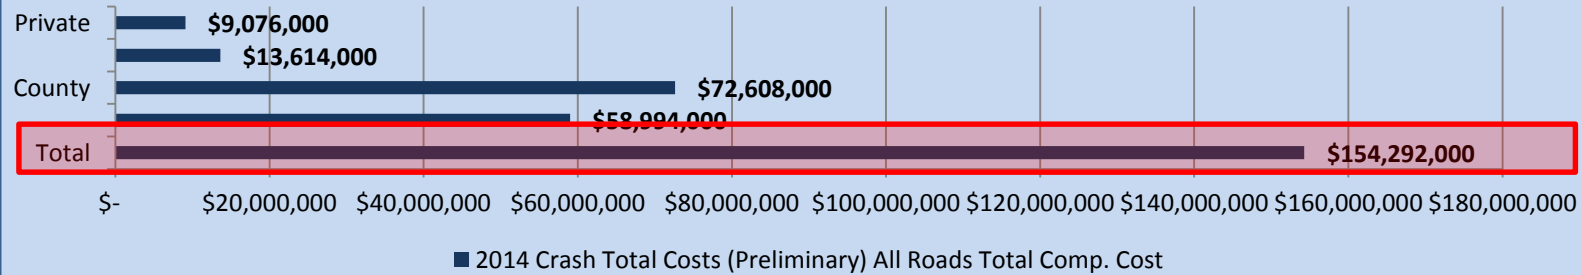 Private $9,076,000
$13,614,000
County $72,608,000
$58,994,000
Total $154,292,000
$- $20,000,000 $40,000,000 $60,000,000 $80,000,000 $100,000,000 $120,000,000 $140,000,000 $160,000,000 $180,000,000
2014 Crash Total Costs (Preliminary) All Roads Total Comp. Cost